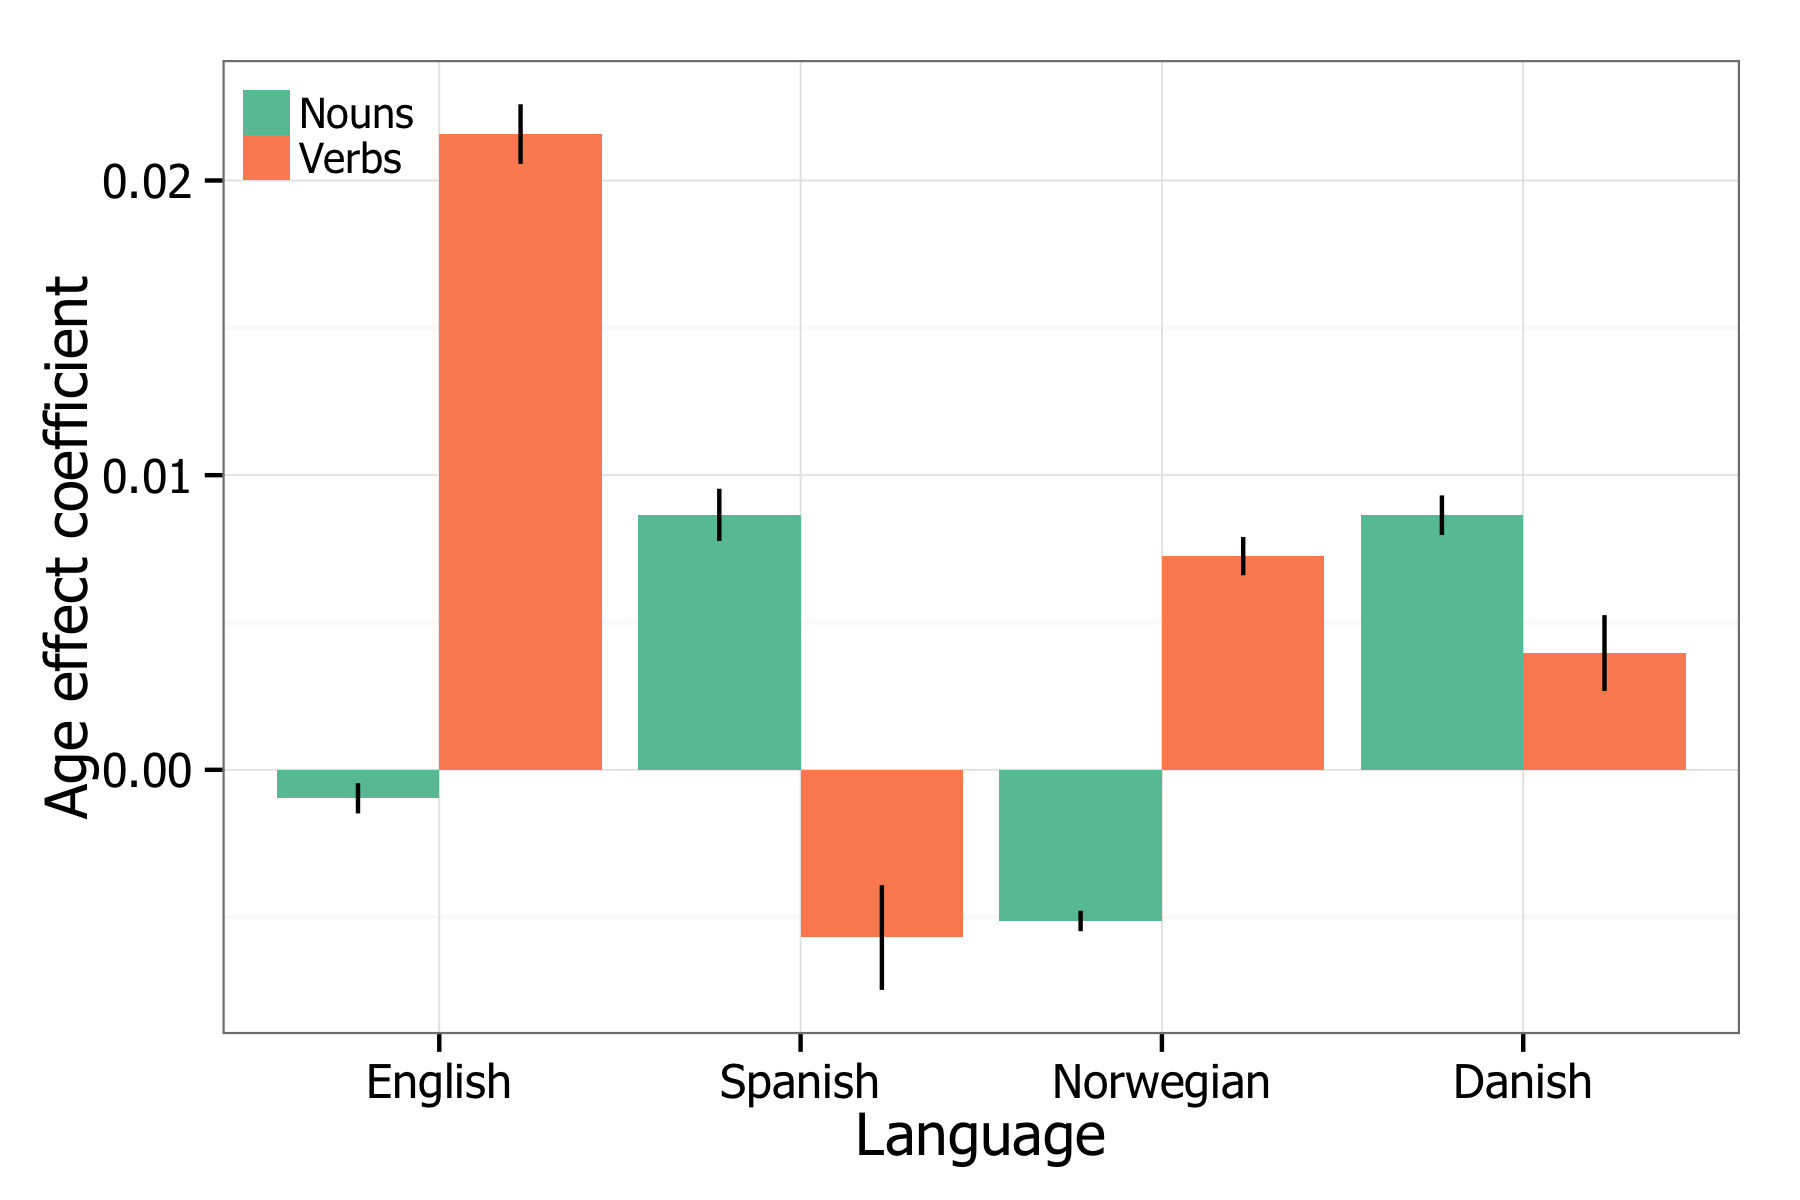 Nouns
Verbs
0.02
0.01
0.00
Age effect coefficient
English
Spanish
Norwegian
Danish
Language